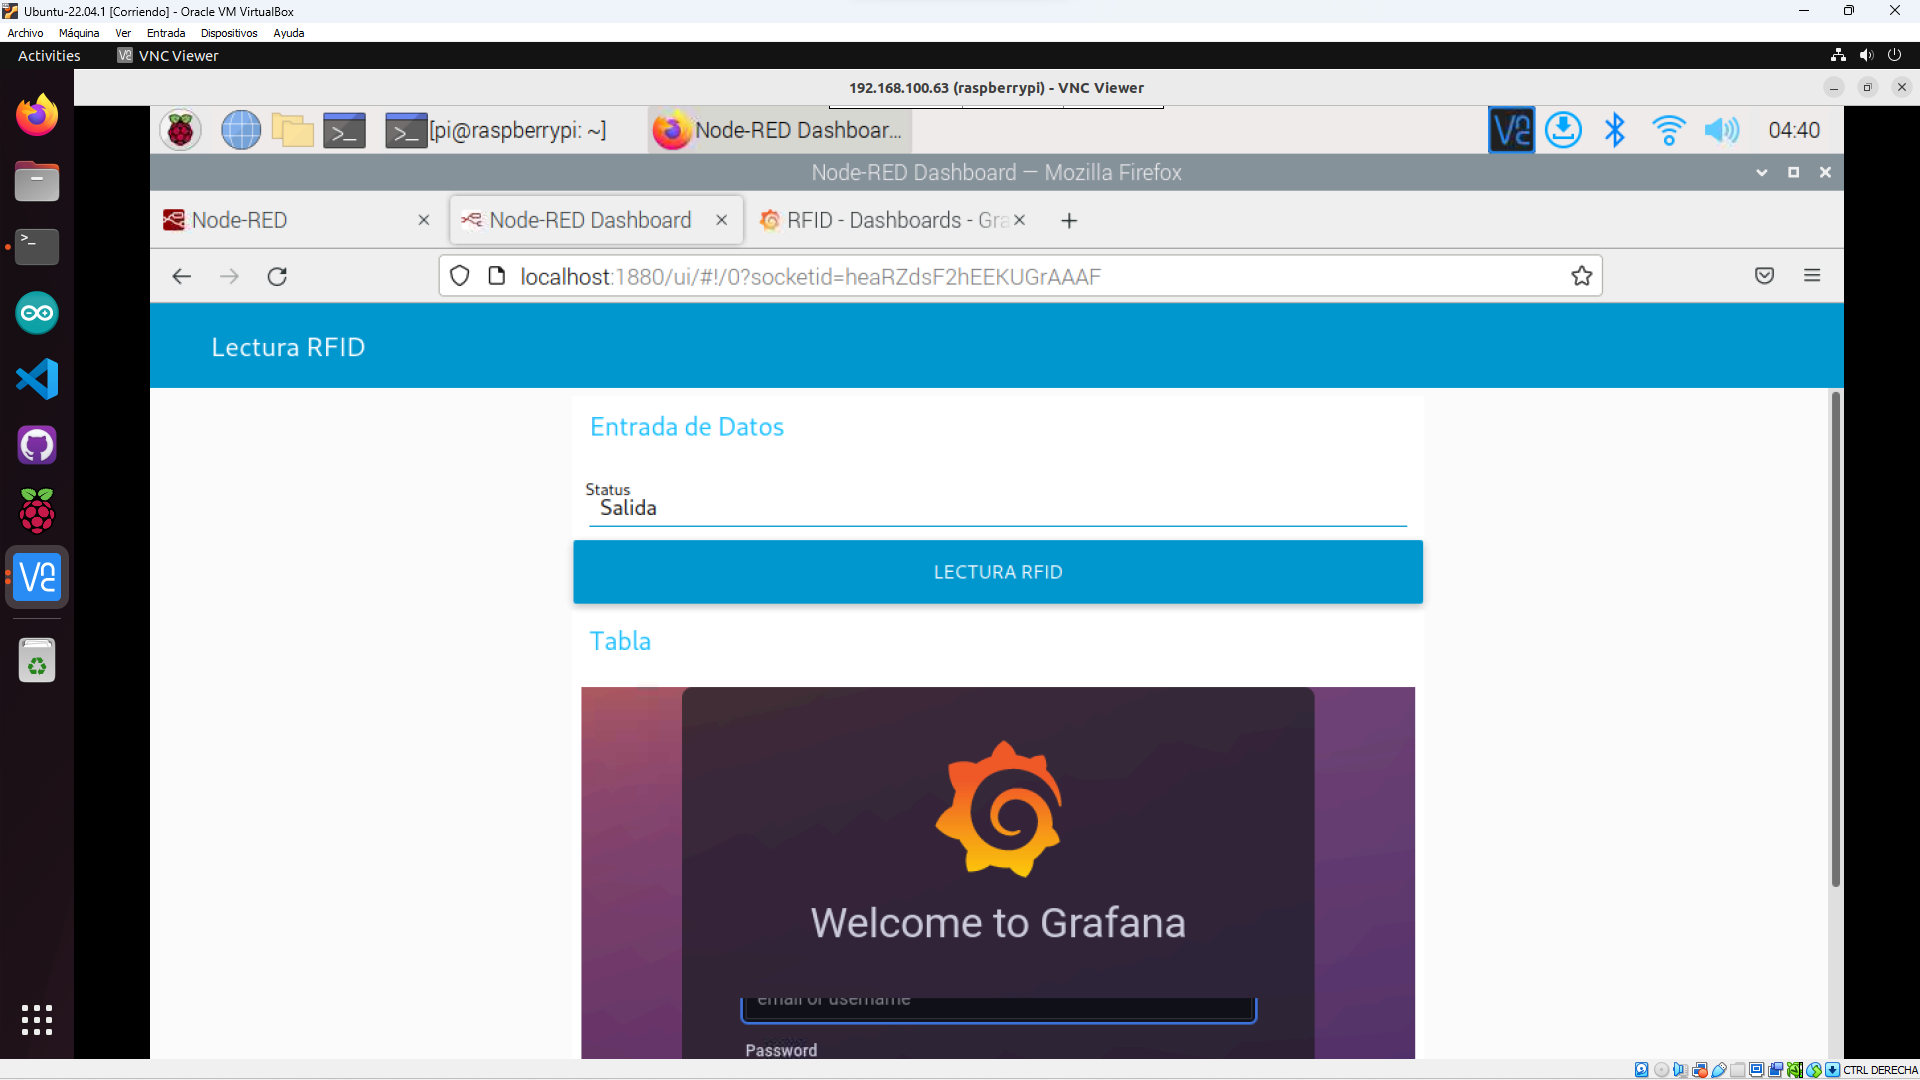 Ubuntu-22.04.1 [Corriendo] - Oracle VM VirtualBox
Archivo Máquina Ver Entrada Dispositivos Ayuda
Activities VNC Viewer
192.168.100.63 (raspberrypi) - VNC Viewer
[pi@raspberrypi: ~] Node-RED Dashboar... 04:40
Node-RED Dashboard — Mozilla Firefox
Node-RED Node-RED Dashboard RFID - Dashboards - Gra
localhost:1880/ui/#!/0?socketid=heaRZdsF2hEEKUGrAAAF
Lectura RFID
Entrada de Datos
Status
Salida
LECTURA RFID
Tabla
Welcome to Grafana
email or username
Password
CTRL DERECHA